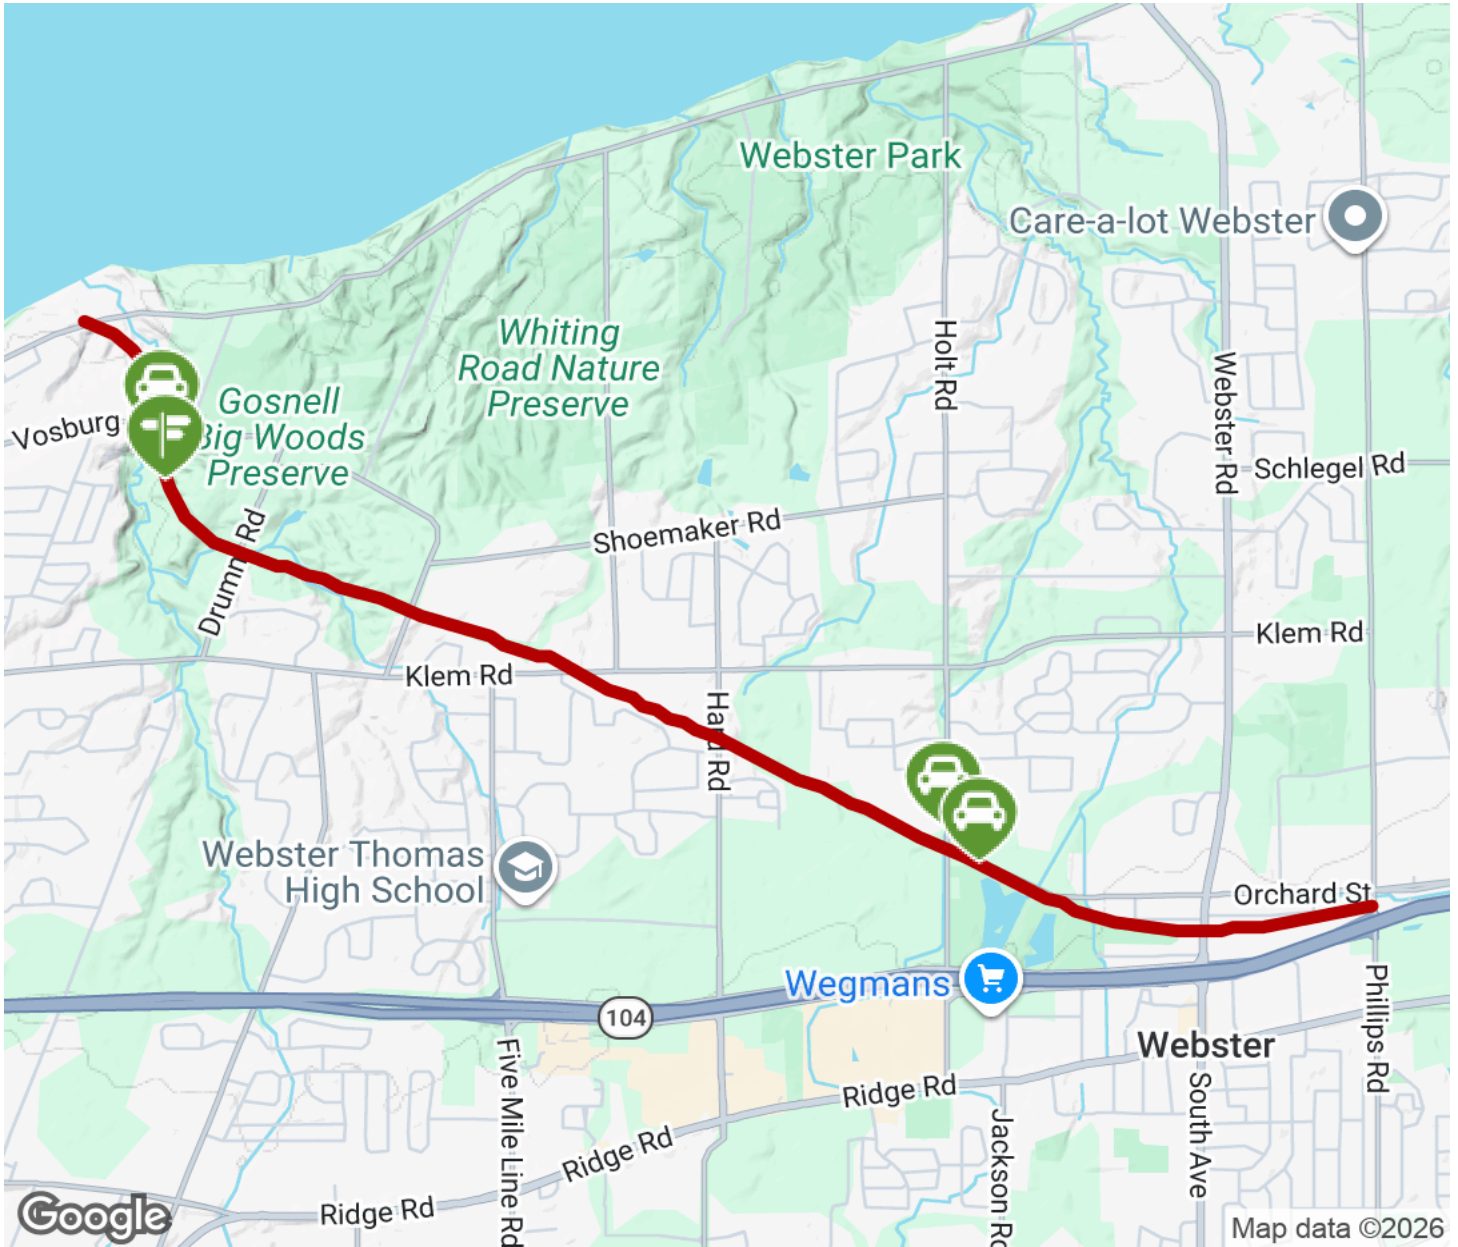 Webster Park
Care-a-lot Webster
Whiting
Road Nature
Preserve
Holt Rd
Webster Rd
Vosburg
Gosnell
Big Woods
Preserve
Schlegel Rd
Shoemaker Rd
Drumm Rd
Klem Rd
Klem Rd
Hard Rd
Webster Thomas
High School
Orchard St
Wegmans
104
Webster
Phillips Rd
Five Mile Line Rd
Ridge Rd
South Ave
Jackson Rd
Ridge Rd
Ridge Rd
Google
Map data ©2026